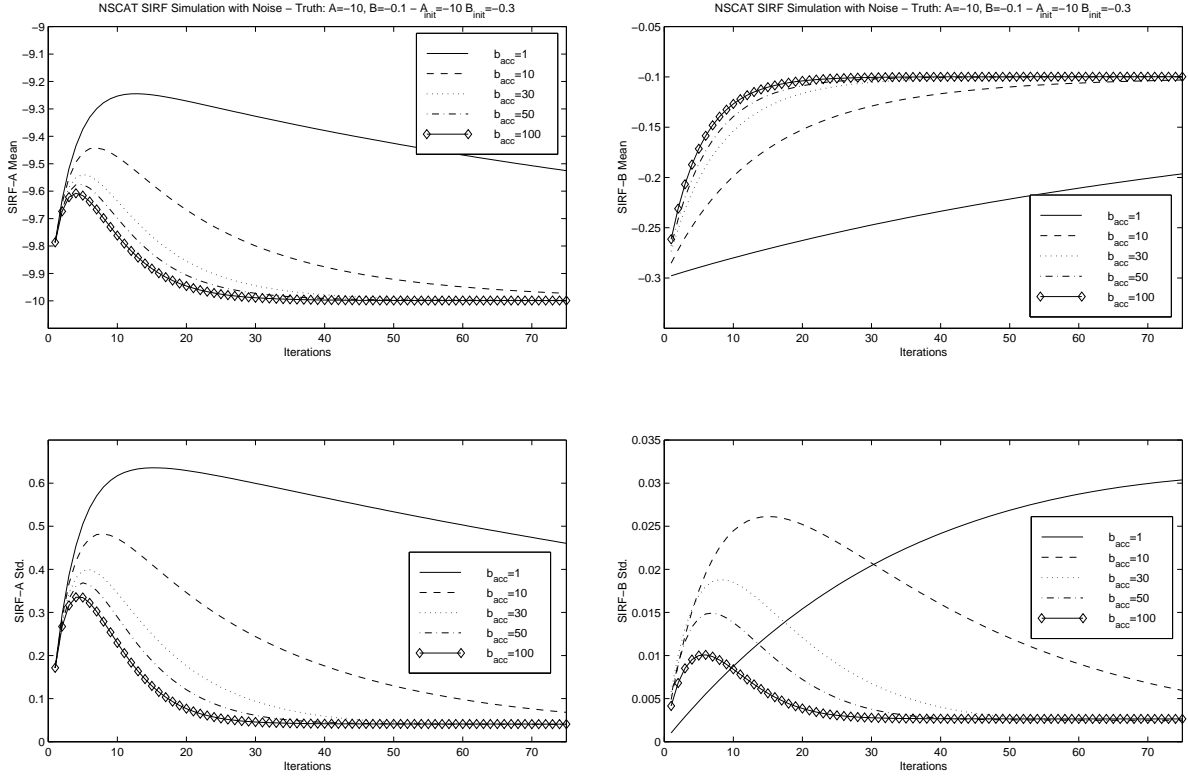 NSCAT SIRF Simulation with Noise − Truth: A=−10, B=−0.1 − A_init=−10 B_init=−0.3
−9
−9.1
−9.2
−9.3
−9.4
−9.5
−9.6
−9.7
−9.8
−9.9
−10
SIRF−A Mean
b_acc=1
b_acc=10
b_acc=30
b_acc=50
b_acc=100
0 10 20 30 40 50 60 70
Iterations
NSCAT SIRF Simulation with Noise − Truth: A=−10, B=−0.1 − A_init=−10 B_init=−0.3
−0.05
−0.1
−0.15
−0.2
−0.25
−0.3
SIRF−B Mean
b_acc=1
b_acc=10
b_acc=30
b_acc=50
b_acc=100
0 10 20 30 40 50 60 70
Iterations
0.7
0.6
0.5
0.4
0.3
0.2
0.1
0
SIRF−A Std.
b_acc=1
b_acc=10
b_acc=30
b_acc=50
b_acc=100
0 10 20 30 40 50 60 70
Iterations
0.035
0.03
0.025
0.02
0.015
0.01
0.005
0
SIRF−B Std.
b_acc=1
b_acc=10
b_acc=30
b_acc=50
b_acc=100
0 10 20 30 40 50 60 70
Iterations